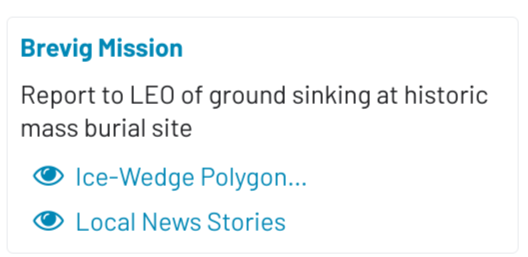 Brevig Mission
Report to LEO of ground sinking at historic
mass burial site
Ice-Wedge Polygon...
Local News Stories